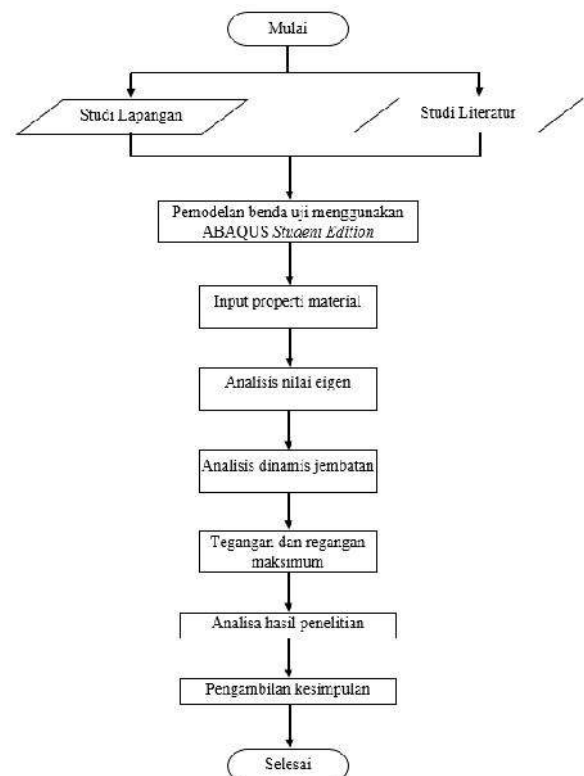 Mulai
Studi Lapangan
Studi Literatur
Pemodelan benda uji menggunakan
ABAQUS Student Edition
Input properti material
Analisis nilai eigen
Analisis dinamis jembatan
Tegangan dan regangan
maksimum
Analisa hasil penelitian
Pengambilan kesimpulan
Selesai